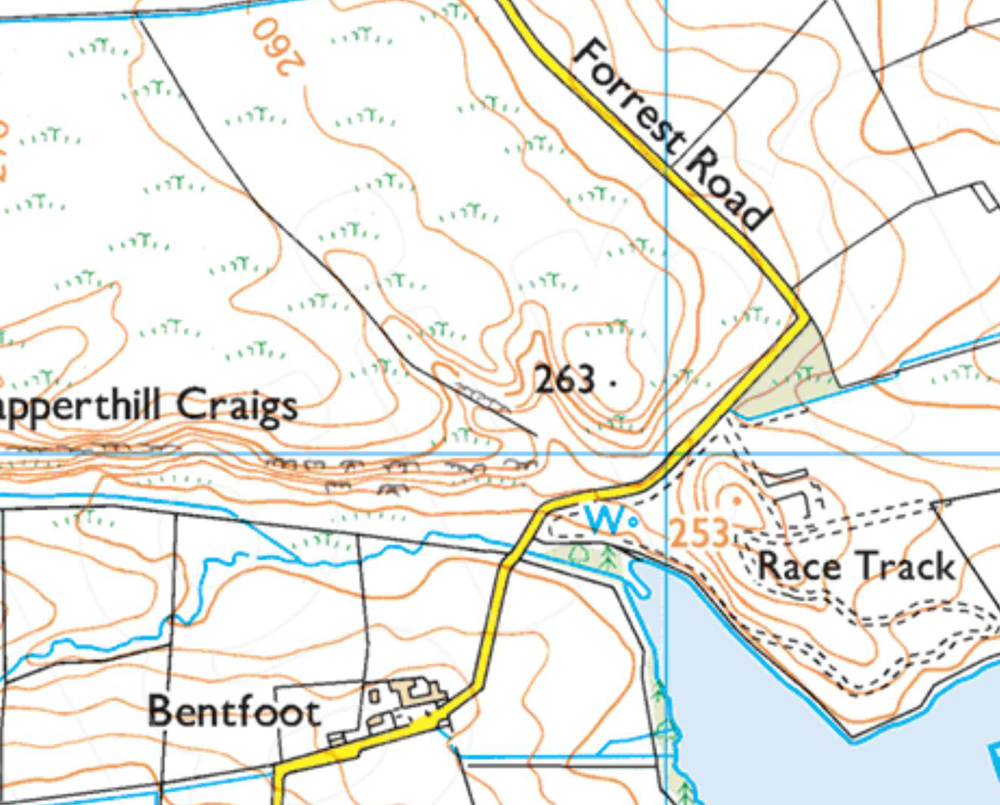 260
Forrest Road
263
apperthill Craigs
W
253
Race Track
Bentfoot